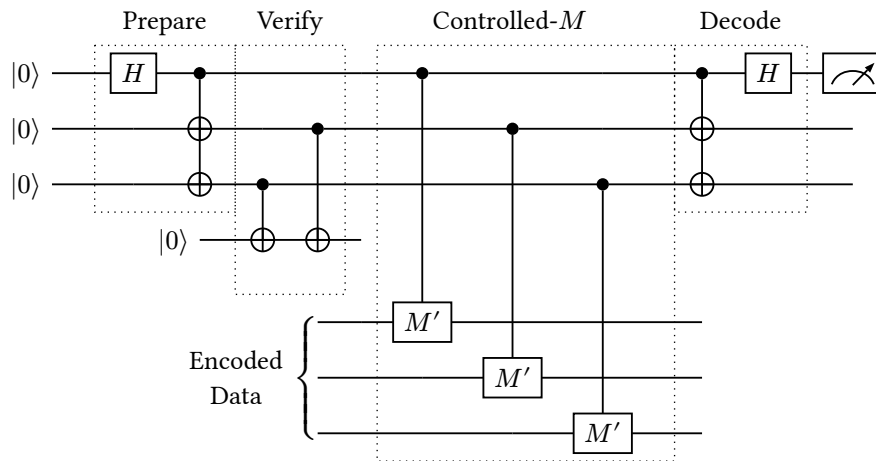 Prepare Verify Controlled-M Decode
|0⟩ H H
|0⟩
|0⟩
|0⟩
M′
Encoded
Data
M′
M′